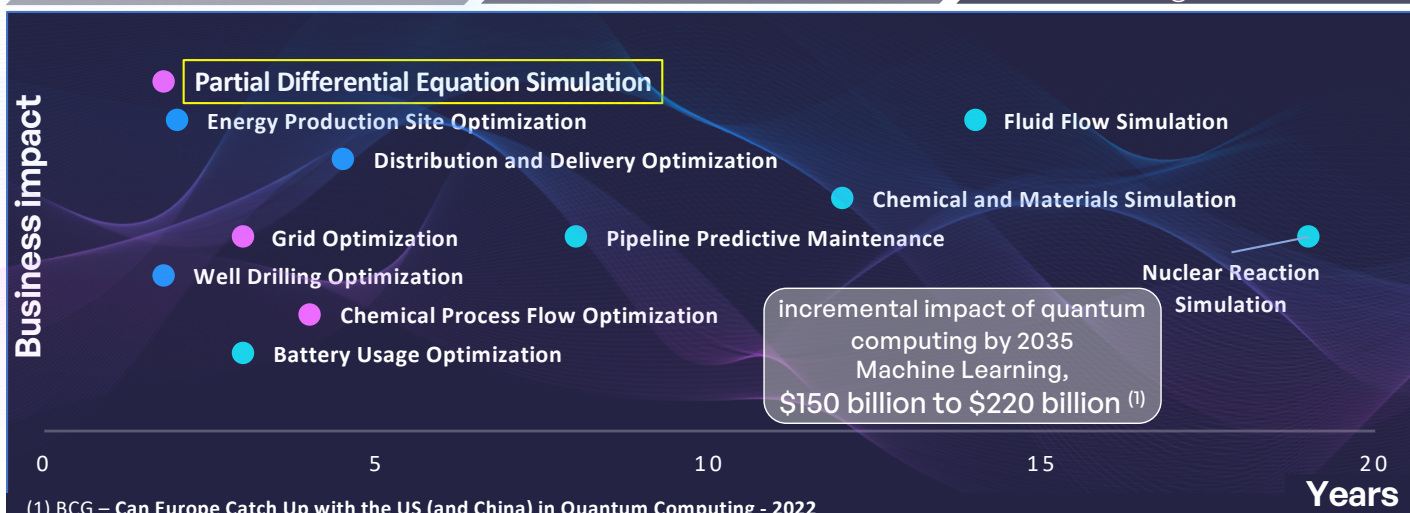 Partial Differential Equation Simulation
Energy Production Site Optimization
Fluid Flow Simulation
Distribution and Delivery Optimization
Chemical and Materials Simulation
Business impact
Grid Optimization
Pipeline Predictive Maintenance
Well Drilling Optimization
Nuclear Reaction
Simulation
Chemical Process Flow Optimization
Battery Usage Optimization
incremental impact of quantum
computing by 2035
Machine Learning,
$150 billion to $220 billion (1)
0 5 10 15 20
Years
(1) BCG – Can Europe Catch Up with the US (and China) in Quantum Computing - 2022